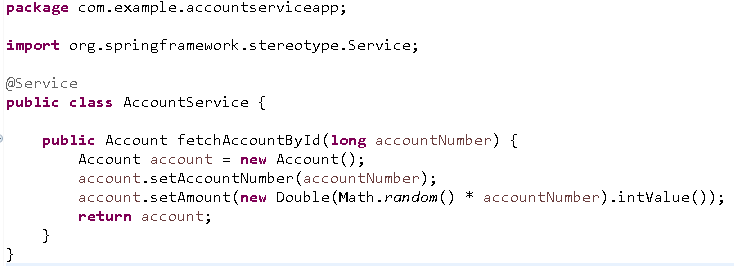 package com.example.accountserviceapp;
import org.springframework.stereotype.Service;
@Service
public class AccountService {
public Account fetchAccountById(long accountNumber) {
Account account = new Account();
account.setAccountNumber(accountNumber);
account.setAmount(new Double(Math.random() * accountNumber).intValue());
return account;
}
}